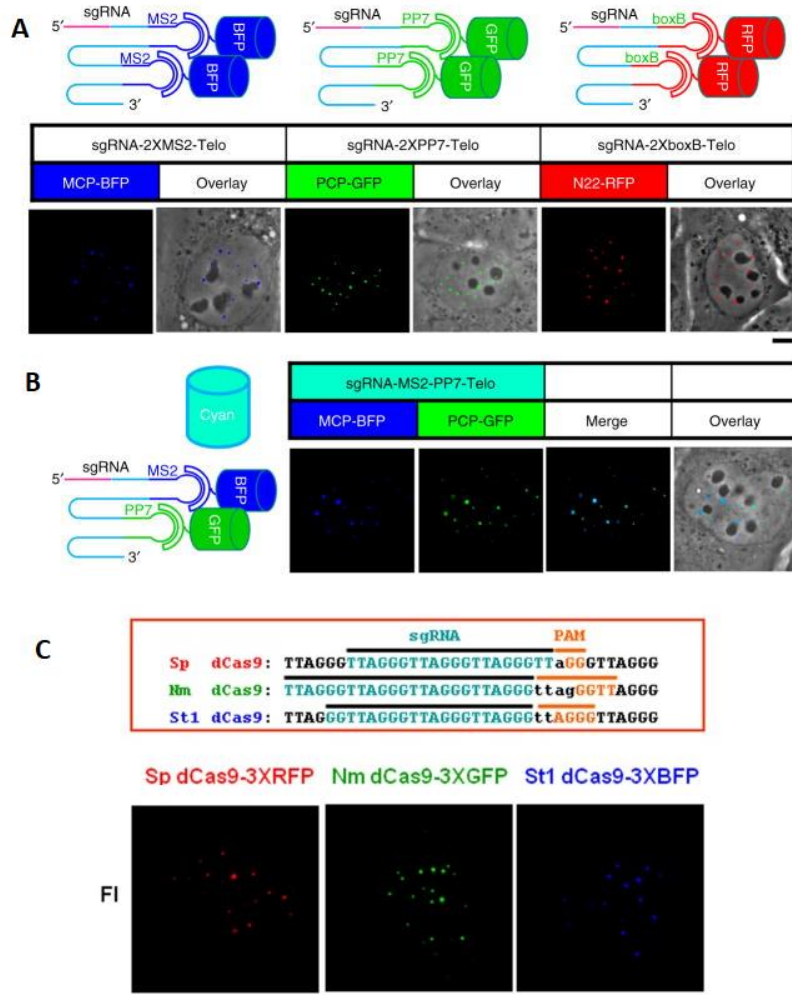 A
sgRNA MS2
5′
BFP
MS2
BFP
3′
sgRNA PP7
5′
GFP
PP7
GFP
3′
sgRNA boxB
5′
RFP
boxB
RFP
3′
sgRNA-2XMS2-Telo sgRNA-2XPP7-Telo sgRNA-2XboxB-Telo
MCP-BFP Overlay PCP-GFP Overlay N22-RFP Overlay
B
Cyan
sgRNA MS2
5′
BFP
PP7
GFP
3′
sgRNA-MS2-PP7-Telo
MCP-BFP PCP-GFP Merge Overlay
C
sgRNA PAM
Sp dCas9: TTAGGGTTAGGGTTAGGGTTAGGGTTaGGGTTAGGG
Nm dCas9: TTAGGGTTAGGGTTAGGGTTAGGGttagGGTTAGGG
St1 dCas9: TTAGGGTTAGGGTTAGGGTTAGGGttAGGGTTAGGG
Sp dCas9-3XRFP Nm dCas9-3XGFP St1 dCas9-3XBFP
FI